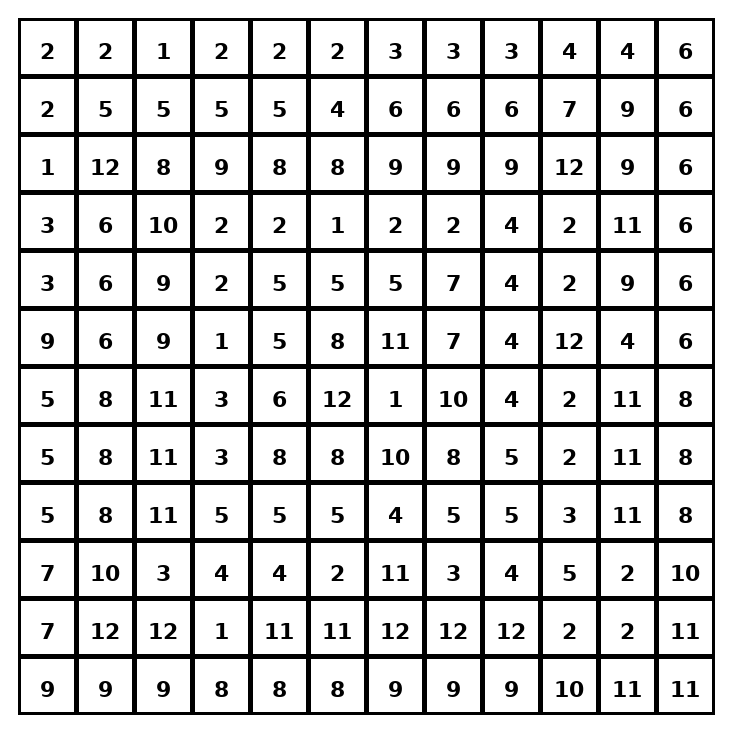 2 2 1 2 2 2 3 3 3 4 4 6
2 5 5 5 5 4 6 6 6 7 9 6
1 12 8 9 8 8 9 9 9 12 9 6
3 6 10 2 2 1 2 2 4 2 11 6
3 6 9 2 5 5 5 7 4 2 9 6
9 6 9 1 5 8 11 7 4 12 4 6
5 8 11 3 6 12 1 10 4 2 11 8
5 8 11 3 8 8 10 8 5 2 11 8
5 8 11 5 5 5 4 5 5 3 11 8
7 10 3 4 4 2 11 3 4 5 2 10
7 12 12 1 11 11 12 12 12 2 2 11
9 9 9 8 8 8 9 9 9 10 11 11